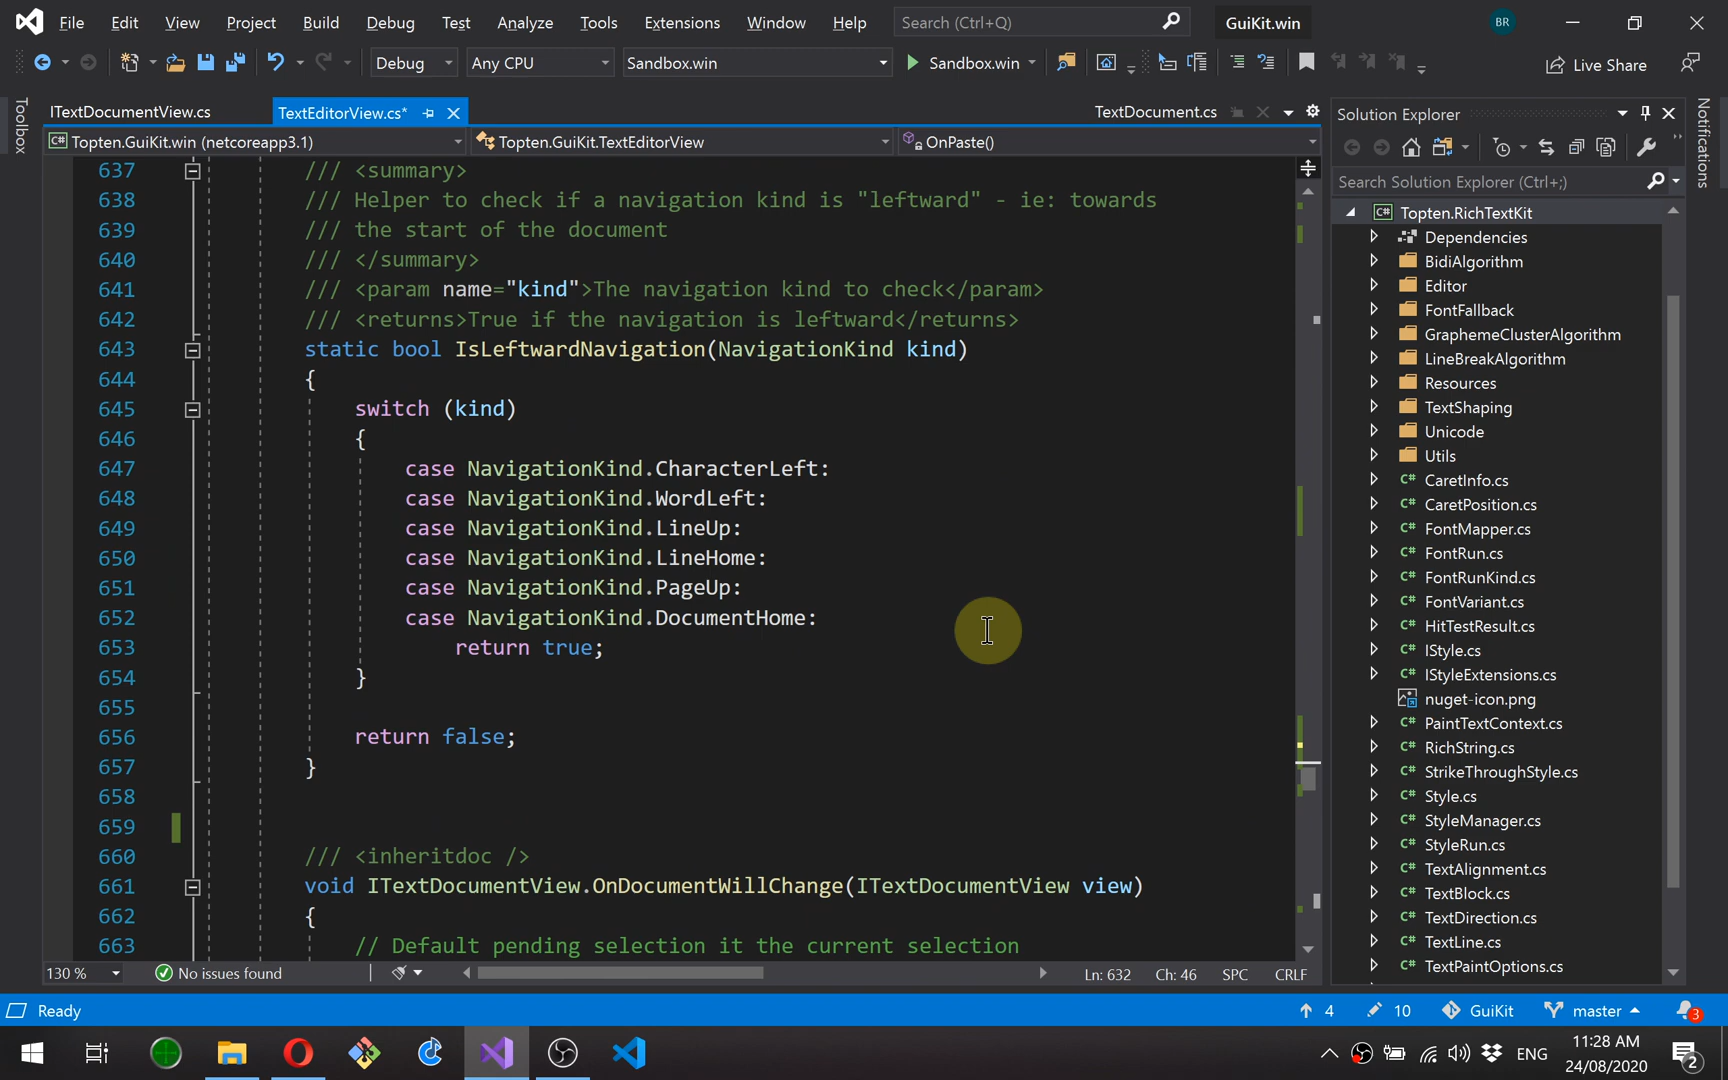 File Edit View Project Build Debug Test Analyze Tools Extensions Window Help Search (Ctrl+Q) GuiKit.win BR
Debug Any CPU Sandbox.win Sandbox.win Live Share
Toolbox
ITextDocumentView.cs TextEditorView.cs* TextDocument.cs
Topten.GuiKit.win (netcoreapp3.1) Topten.GuiKit.TextEditorView OnPaste()
637 /// <summary>
638 /// Helper to check if a navigation kind is "leftward" - ie: towards
639 /// the start of the document
640 /// </summary>
641 /// <param name="kind">The navigation kind to check</param>
642 /// <returns>True if the navigation is leftward</returns>
643 static bool IsLeftwardNavigation(NavigationKind kind)
644 {
645 switch (kind)
646 {
647 case NavigationKind.CharacterLeft:
648 case NavigationKind.WordLeft:
649 case NavigationKind.LineUp:
650 case NavigationKind.LineHome:
651 case NavigationKind.PageUp:
652 case NavigationKind.DocumentHome:
653 return true;
654 }
655
656 return false;
657 }
658
659
660 /// <inheritdoc />
661 void ITextDocumentView.OnDocumentWillChange(ITextDocumentView view)
662 {
663 // Default pending selection it the current selection
130 % No issues found Ln: 632 Ch: 46 SPC CRLF
Solution Explorer
Search Solution Explorer (Ctrl+;)
C# Topten.RichTextKit
Dependencies
BidiAlgorithm
Editor
FontFallback
GraphemeClusterAlgorithm
LineBreakAlgorithm
Resources
TextShaping
Unicode
Utils
C# CaretInfo.cs
C# CaretPosition.cs
C# FontMapper.cs
C# FontRun.cs
C# FontRunKind.cs
C# FontVariant.cs
C# HitTestResult.cs
C# IStyle.cs
C# IStyleExtensions.cs
nuget-icon.png
C# PaintTextContext.cs
C# RichString.cs
C# StrikeThroughStyle.cs
C# Style.cs
C# StyleManager.cs
C# StyleRun.cs
C# TextAlignment.cs
C# TextBlock.cs
C# TextDirection.cs
C# TextLine.cs
C# TextPaintOptions.cs
Notifications
Ready 4 10 GuiKit master 3
ENG 11:28 AM
24/08/2020 2